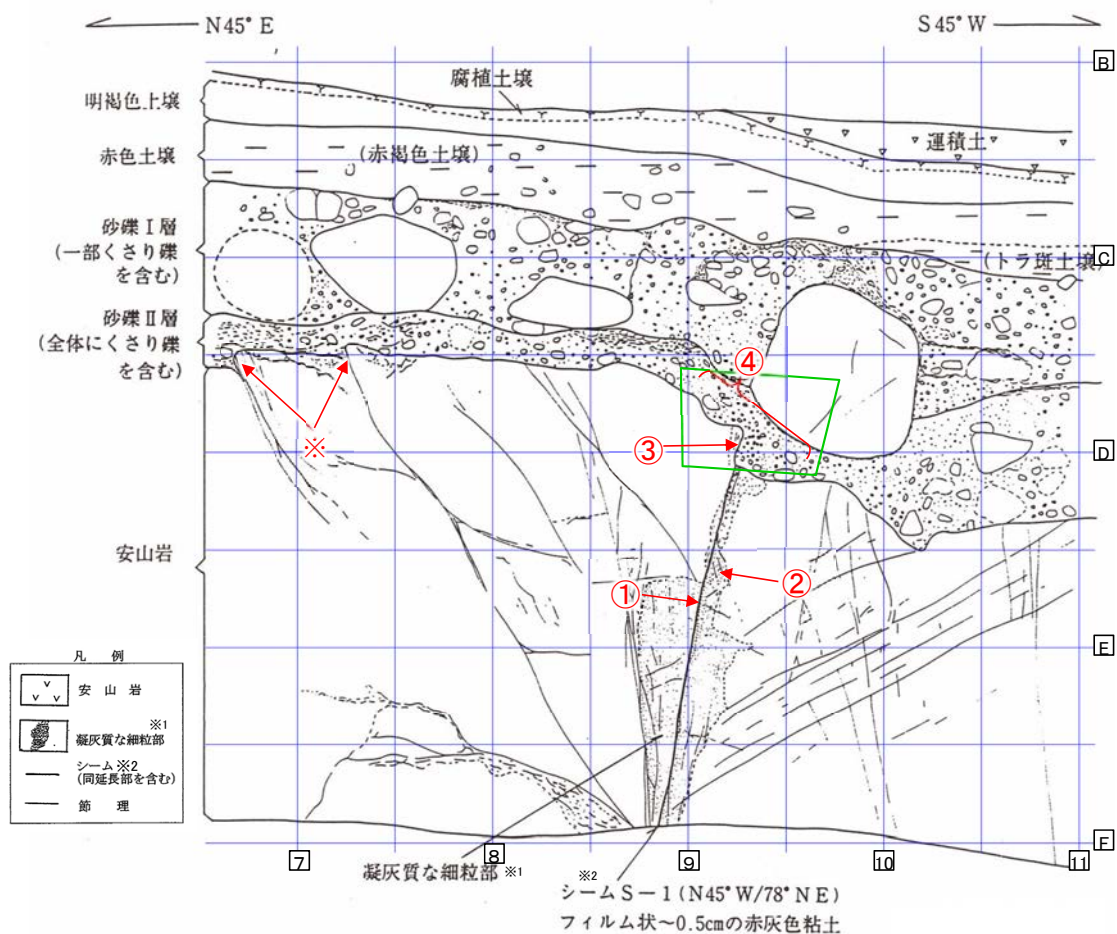 N45°E
S45°W
B
腐植土壌
明褐色土壌
運積土
赤色土壌
(赤褐色土壌)
砂礫Ⅰ層
(一部くさり礫
を含む)
C
(トラ斑土壌)
砂礫Ⅱ層
(全体にくさり礫
を含む)
④
※
③
D
安山岩
①
②
E
凡 例
安 山 岩
凝灰質な細粒部 ※1
シーム ※2
(同延長部を含む)
節 理
F
7
8
9
10
11
凝灰質な細粒部 ※1
※2
シームS-1(N45°W/78°NE)
フィルム状~0.5cmの赤灰色粘土